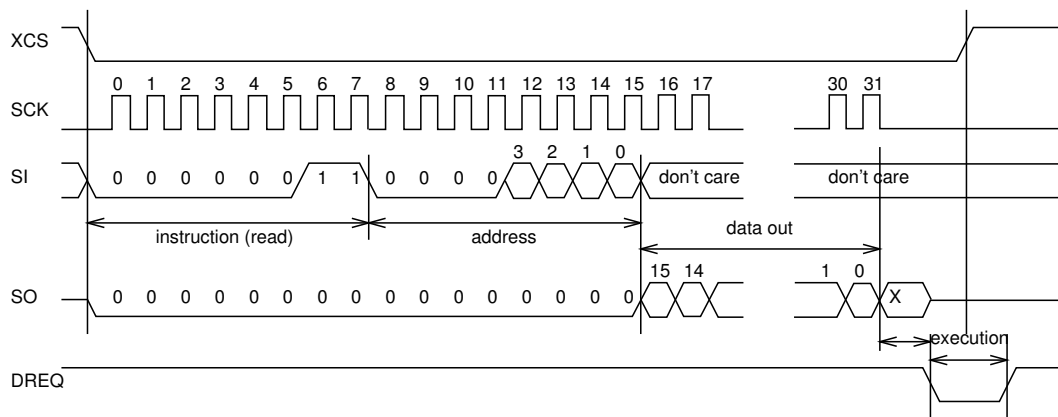 XCS
0 1 2 3 4 5 6 7 8 9 10 11 12 13 14 15 16 17 30 31
SCK
3 2 1 0
SI 0 0 0 0 0 0 1 1 0 0 0 0 don't care don't care
instruction (read) address data out
15 14 1 0
SO 0 0 0 0 0 0 0 0 0 0 0 0 0 0 0 0 X
execution
DREQ